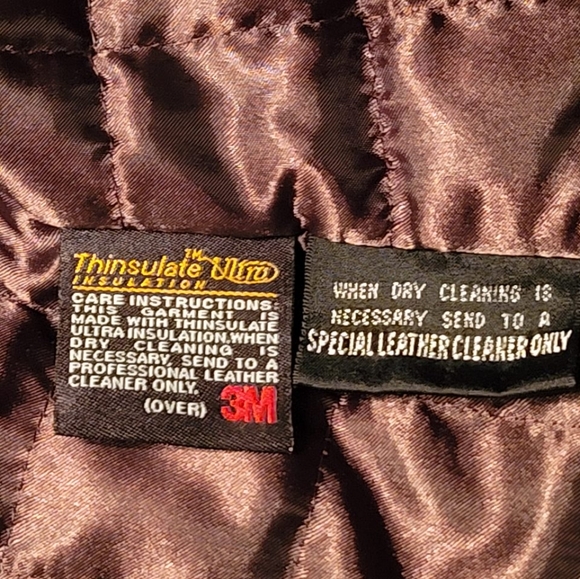 Thinsulate™ Ultra
INSULATION
CARE INSTRUCTIONS
THIS GARMENT IS
MADE WITH THINSULATE
ULTRA INSULATION,WHEN
DRY CLEANING IS
NECESSARY, SEND TO A
PROFESSIONAL LEATHER
CLEANER ONLY.
(OVER) 3M
WHEN DRY CLEANING IS
NECESSARY SEND TO A
SPECIAL LEATHER CLEANER ONLY